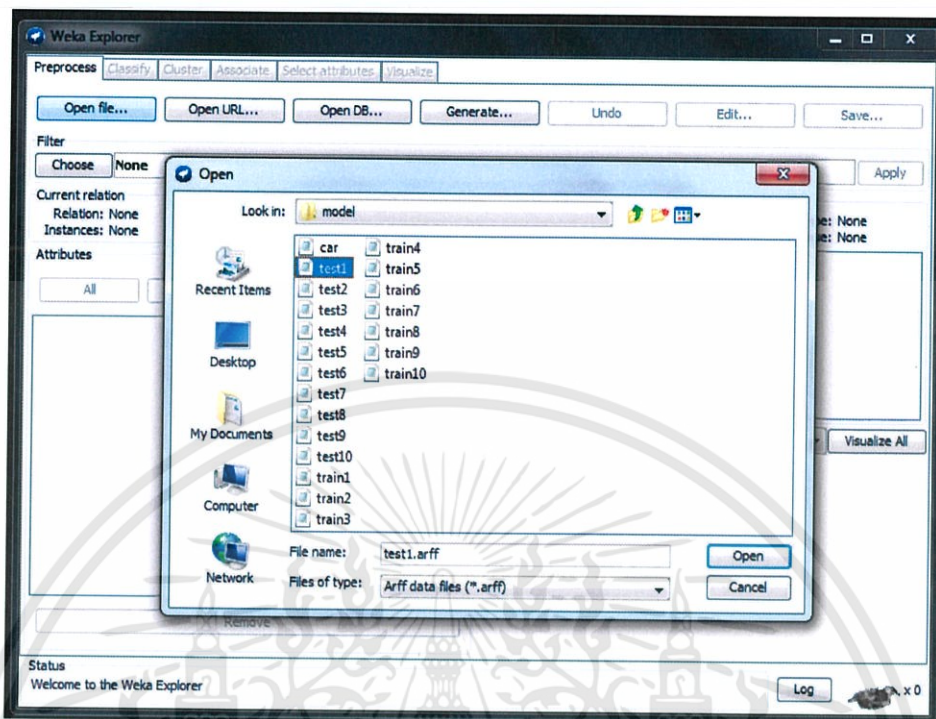 Weka Explorer
Preprocess Classify Cluster Associate Select attributes Visualize
Open file... Open URL... Open DB... Generate... Undo Edit... Save...
Filter
Choose None Apply
Open
Current relation
Relation: None
Instances: None
Look in: model
None
None
Attributes
All
car
test1
test2
test3
test4
test5
test6
test7
test8
test9
test10
train1
train2
train3
train4
train5
train6
train7
train8
train9
train10
Recent Items
Desktop
My Documents
Computer
Network
Visualize All
File name: test1.arff Open
Files of type: Arff data files (*.arff) Cancel
Remove
Status
Welcome to the Weka Explorer
Log x 0